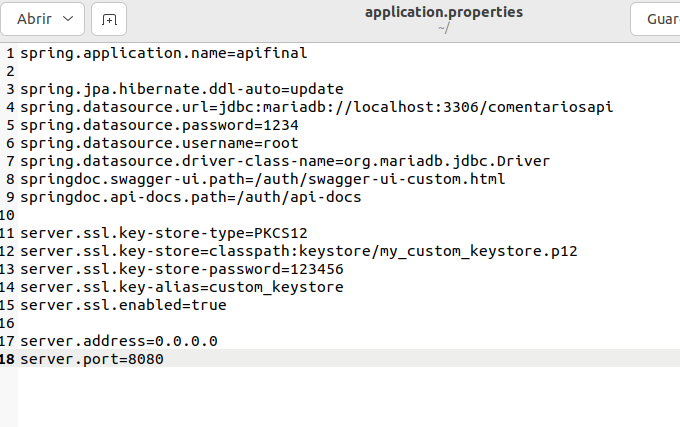 Abrir
application.properties
~/
Guar
1 spring.application.name=apifinal
2
3 spring.jpa.hibernate.ddl-auto=update
4 spring.datasource.url=jdbc:mariadb://localhost:3306/comentariosapi
5 spring.datasource.password=1234
6 spring.datasource.username=root
7 spring.datasource.driver-class-name=org.mariadb.jdbc.Driver
8 springdoc.swagger-ui.path=/auth/swagger-ui-custom.html
9 springdoc.api-docs.path=/auth/api-docs
10
11 server.ssl.key-store-type=PKCS12
12 server.ssl.key-store=classpath:keystore/my_custom_keystore.p12
13 server.ssl.key-store-password=123456
14 server.ssl.key-alias=custom_keystore
15 server.ssl.enabled=true
16
17 server.address=0.0.0.0
18 server.port=8080